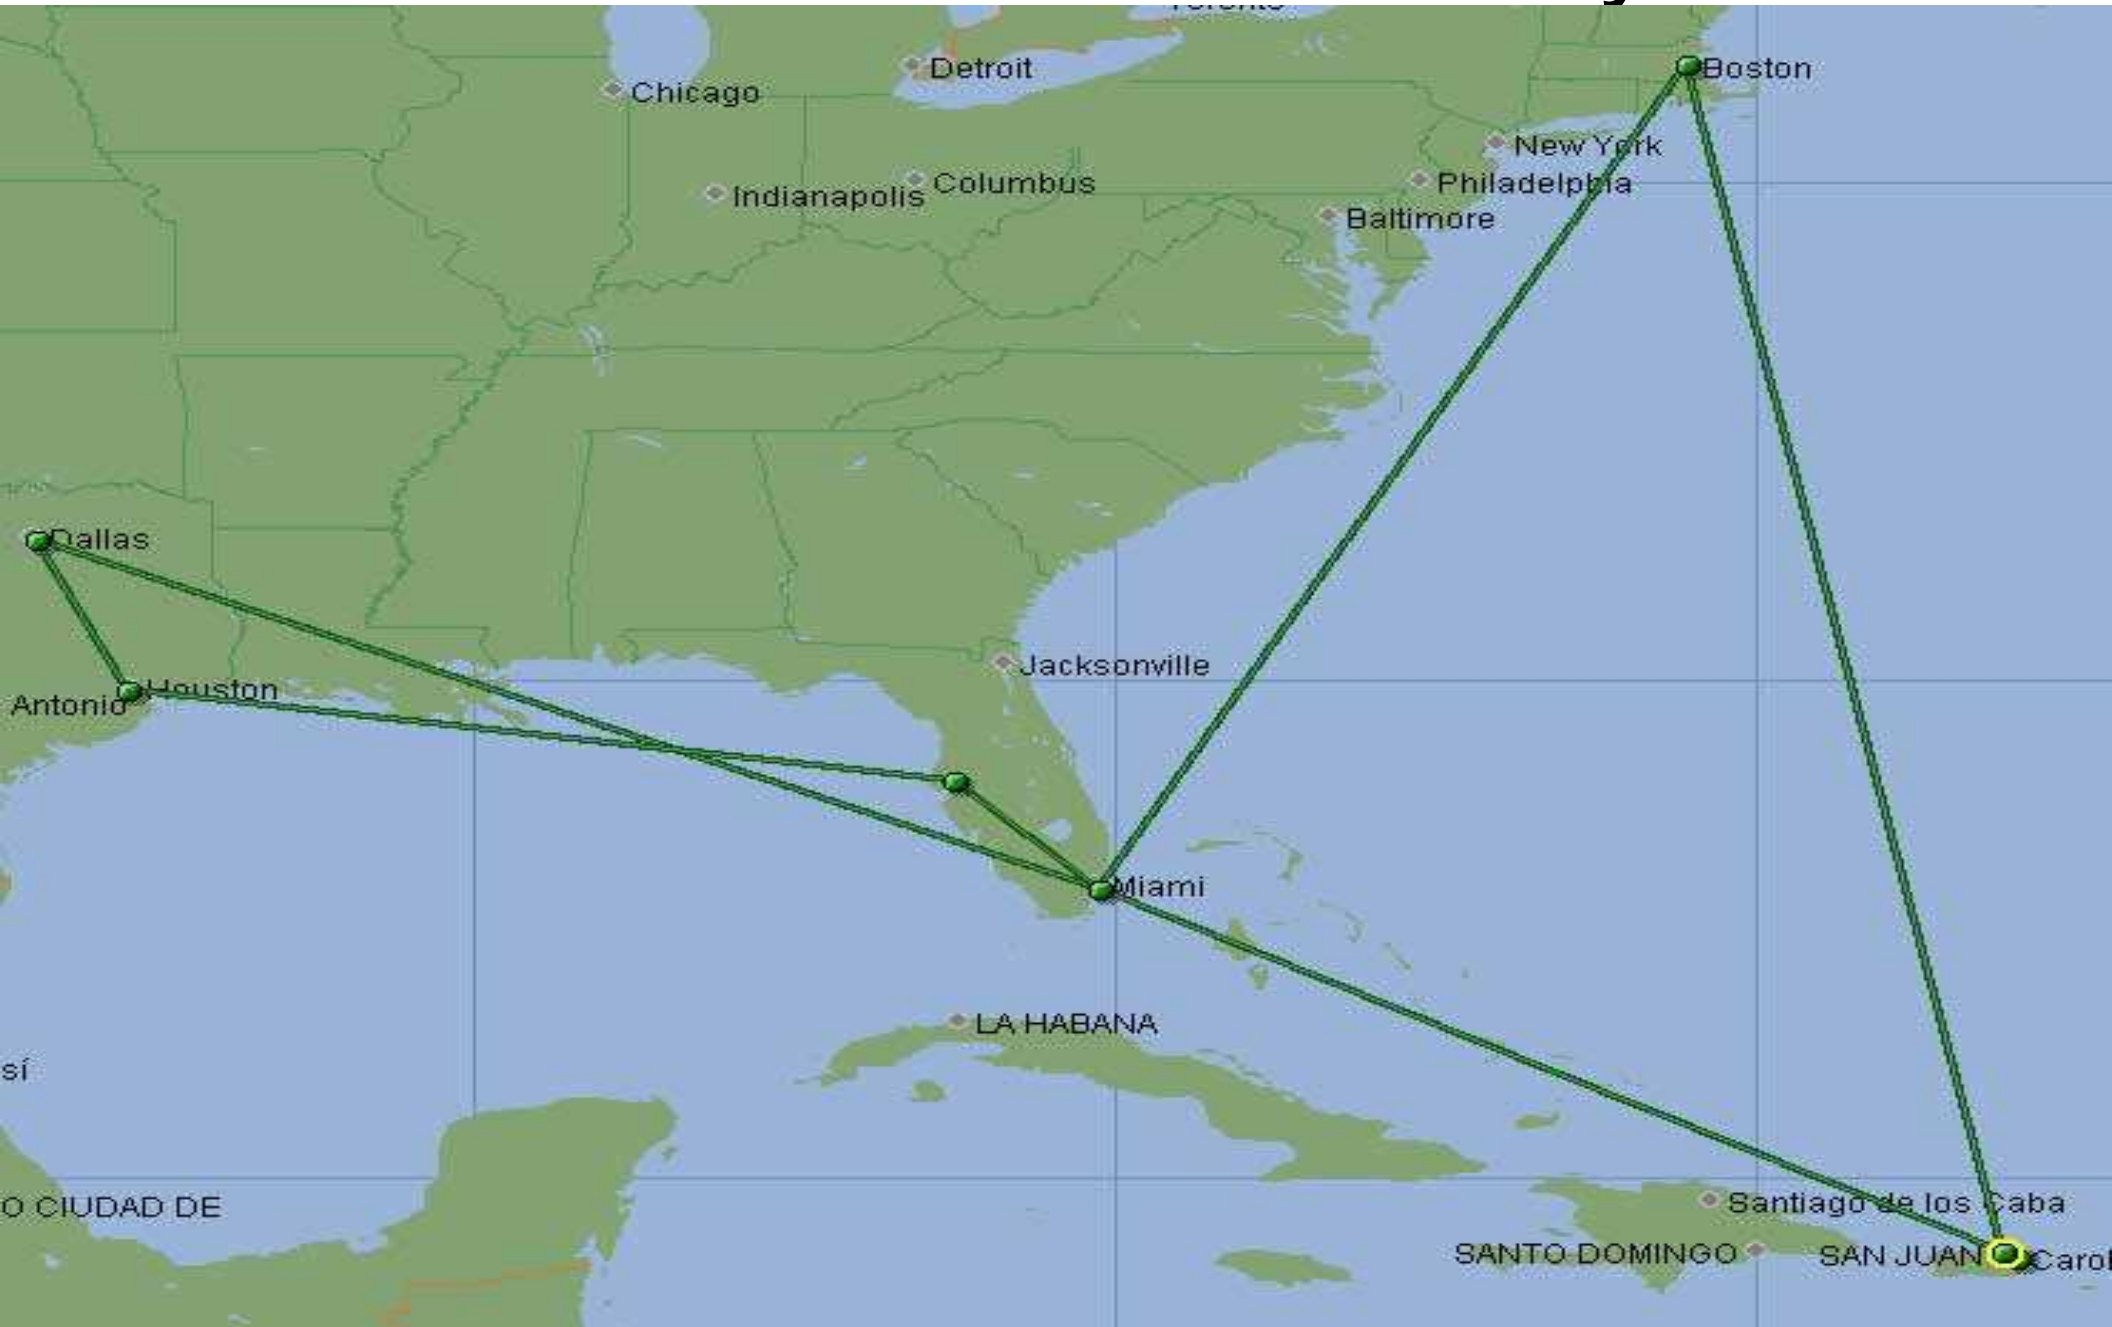 Detroit
Boston
Chicago
New York
Philadelphia
Indianapolis
Columbus
Baltimore
Dallas
Jacksonville
Houston
Antonio
Miami
LA HABANA
sí
O CIUDAD DE
Santiago de los Caba
SANTO DOMINGO
SAN JUAN
Carol